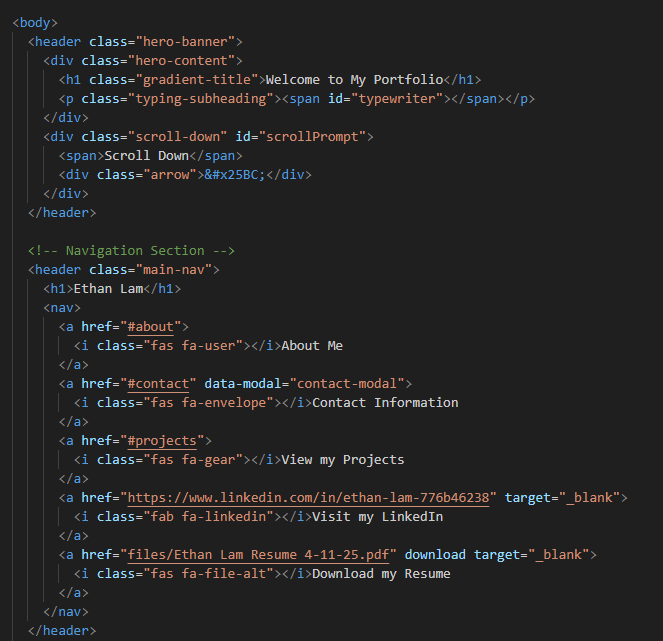 <body>
<header class="hero-banner">
<div class="hero-content">
<h1 class="gradient-title">Welcome to My Portfolio</h1>
<p class="typing-subheading"><span id="typewriter"></span></p>
</div>
<div class="scroll-down" id="scrollPrompt">
<span>Scroll Down</span>
<div class="arrow">&#x25BC;</div>
</div>
</header>
<!-- Navigation Section -->
<header class="main-nav">
<h1>Ethan Lam</h1>
<nav>
<a href="#about">
<i class="fas fa-user"></i>About Me
</a>
<a href="#contact" data-modal="contact-modal">
<i class="fas fa-envelope"></i>Contact Information
</a>
<a href="#projects">
<i class="fas fa-gear"></i>View my Projects
</a>
<a href="https://www.linkedin.com/in/ethan-lam-776b46238" target="_blank">
<i class="fab fa-linkedin"></i>Visit my LinkedIn
</a>
<a href="files/Ethan Lam Resume 4-11-25.pdf" download target="_blank">
<i class="fas fa-file-alt"></i>Download my Resume
</a>
</nav>
</header>